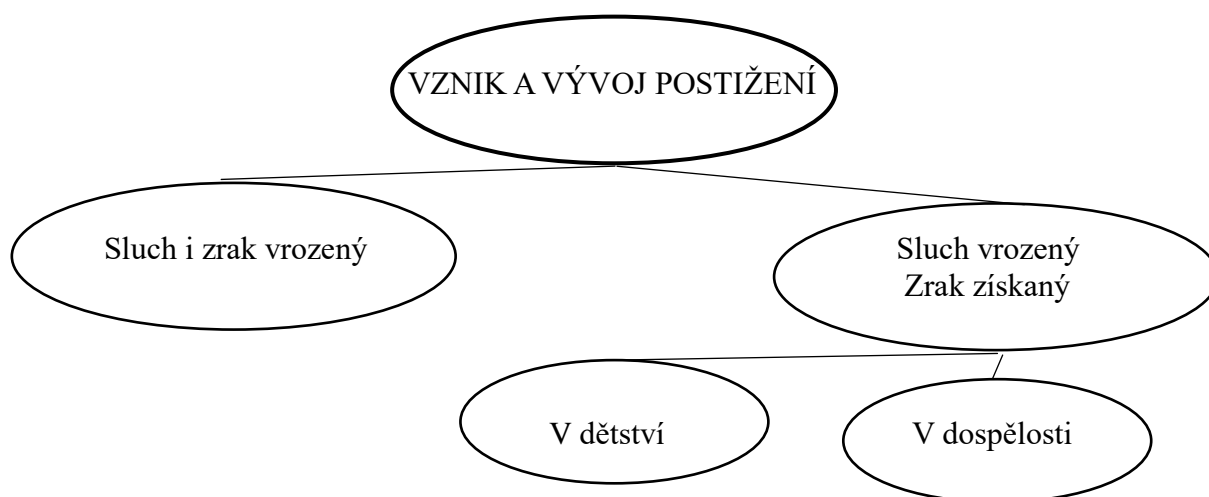 VZNIK A VÝVOJ POSTIŽENÍ
Sluch i zrak vrozený
Sluch vrozený
Zrak získaný
V dětství
V dospělosti